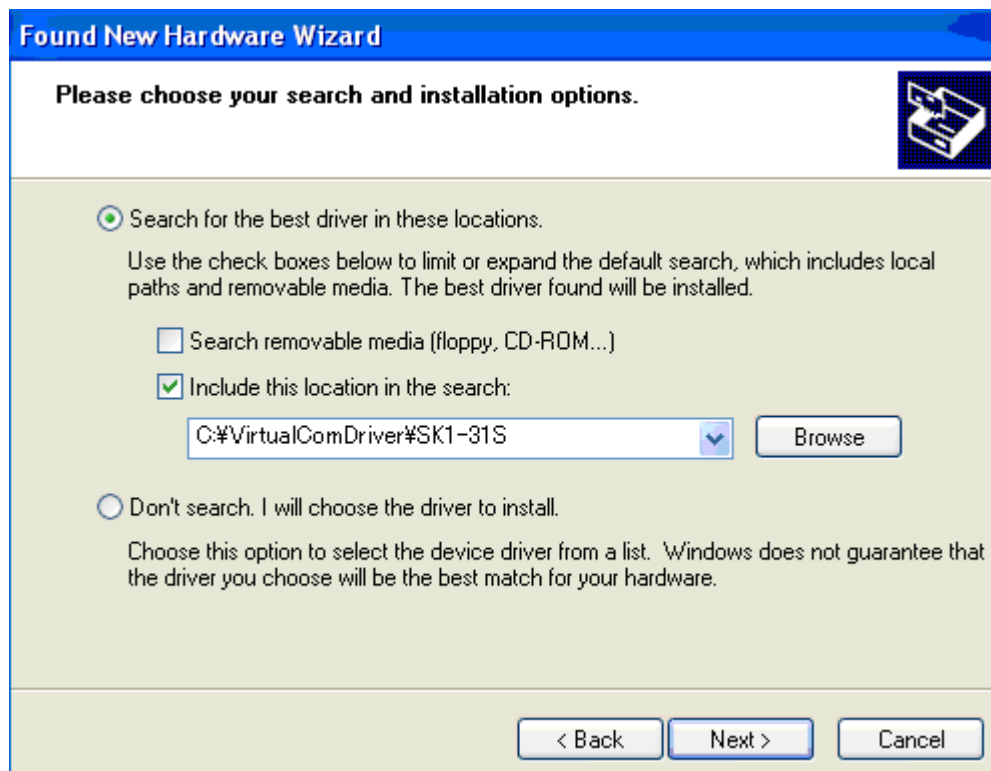 Found New Hardware Wizard
Please choose your search and installation options.
Search for the best driver in these locations.
Use the check boxes below to limit or expand the default search, which includes local
paths and removable media. The best driver found will be installed.
Search removable media (floppy, CD-ROM...)
Include this location in the search:
C:¥VirtualComDriver¥SK1-31S
Browse
Don't search. I will choose the driver to install.
Choose this option to select the device driver from a list.  Windows does not guarantee that
the driver you choose will be the best match for your hardware.
< Back
Next >
Cancel